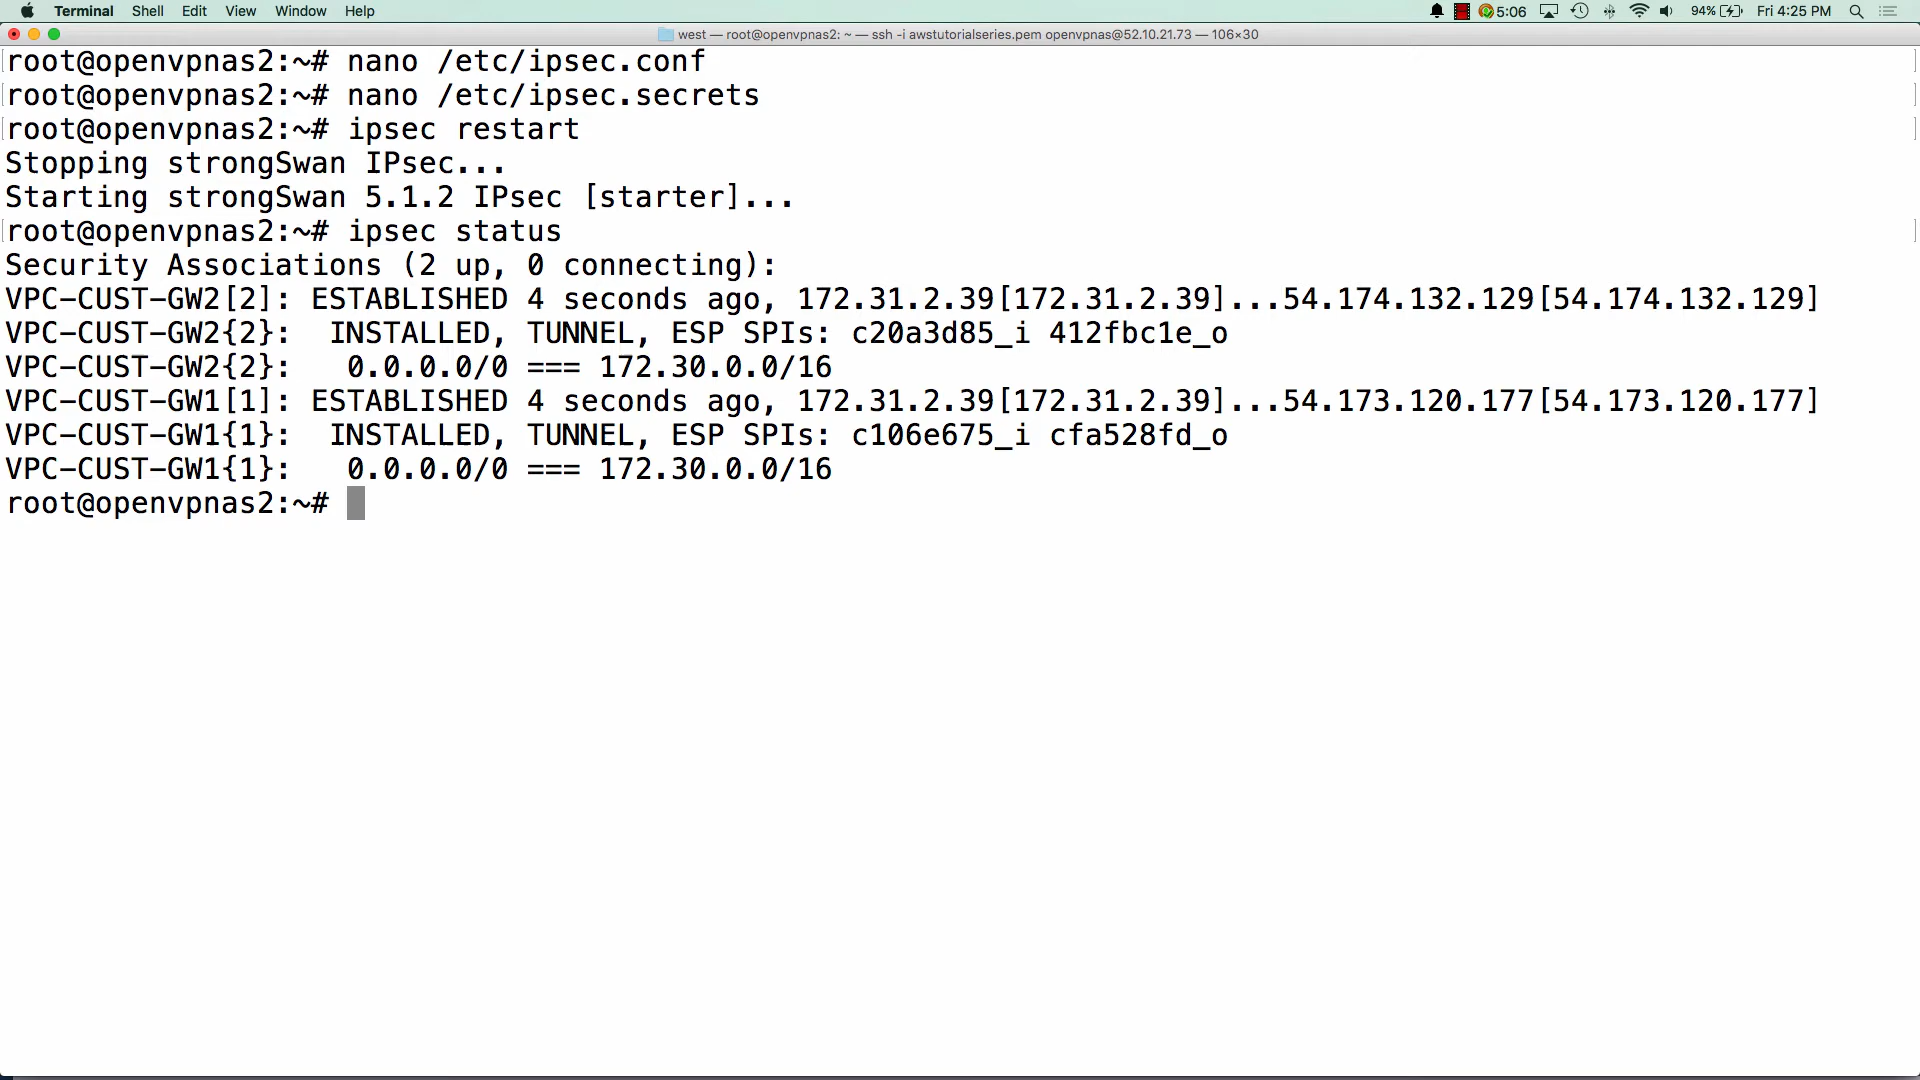 Terminal Shell Edit View Window Help 5:06 94% Fri 4:25 PM
west — root@openvpnas2: ~ — ssh -i awstutorialseries.pem openvpnas@52.10.21.73 — 106×30
root@openvpnas2:~# nano /etc/ipsec.conf
root@openvpnas2:~# nano /etc/ipsec.secrets
root@openvpnas2:~# ipsec restart
Stopping strongSwan IPsec...
Starting strongSwan 5.1.2 IPsec [starter]...
root@openvpnas2:~# ipsec status
Security Associations (2 up, 0 connecting):
VPC-CUST-GW2[2]: ESTABLISHED 4 seconds ago, 172.31.2.39[172.31.2.39]...54.174.132.129[54.174.132.129]
VPC-CUST-GW2{2}:  INSTALLED, TUNNEL, ESP SPIs: c20a3d85_i 412fbc1e_o
VPC-CUST-GW2{2}:   0.0.0.0/0 === 172.30.0.0/16
VPC-CUST-GW1[1]: ESTABLISHED 4 seconds ago, 172.31.2.39[172.31.2.39]...54.173.120.177[54.173.120.177]
VPC-CUST-GW1{1}:  INSTALLED, TUNNEL, ESP SPIs: c106e675_i cfa528fd_o
VPC-CUST-GW1{1}:   0.0.0.0/0 === 172.30.0.0/16
root@openvpnas2:~#